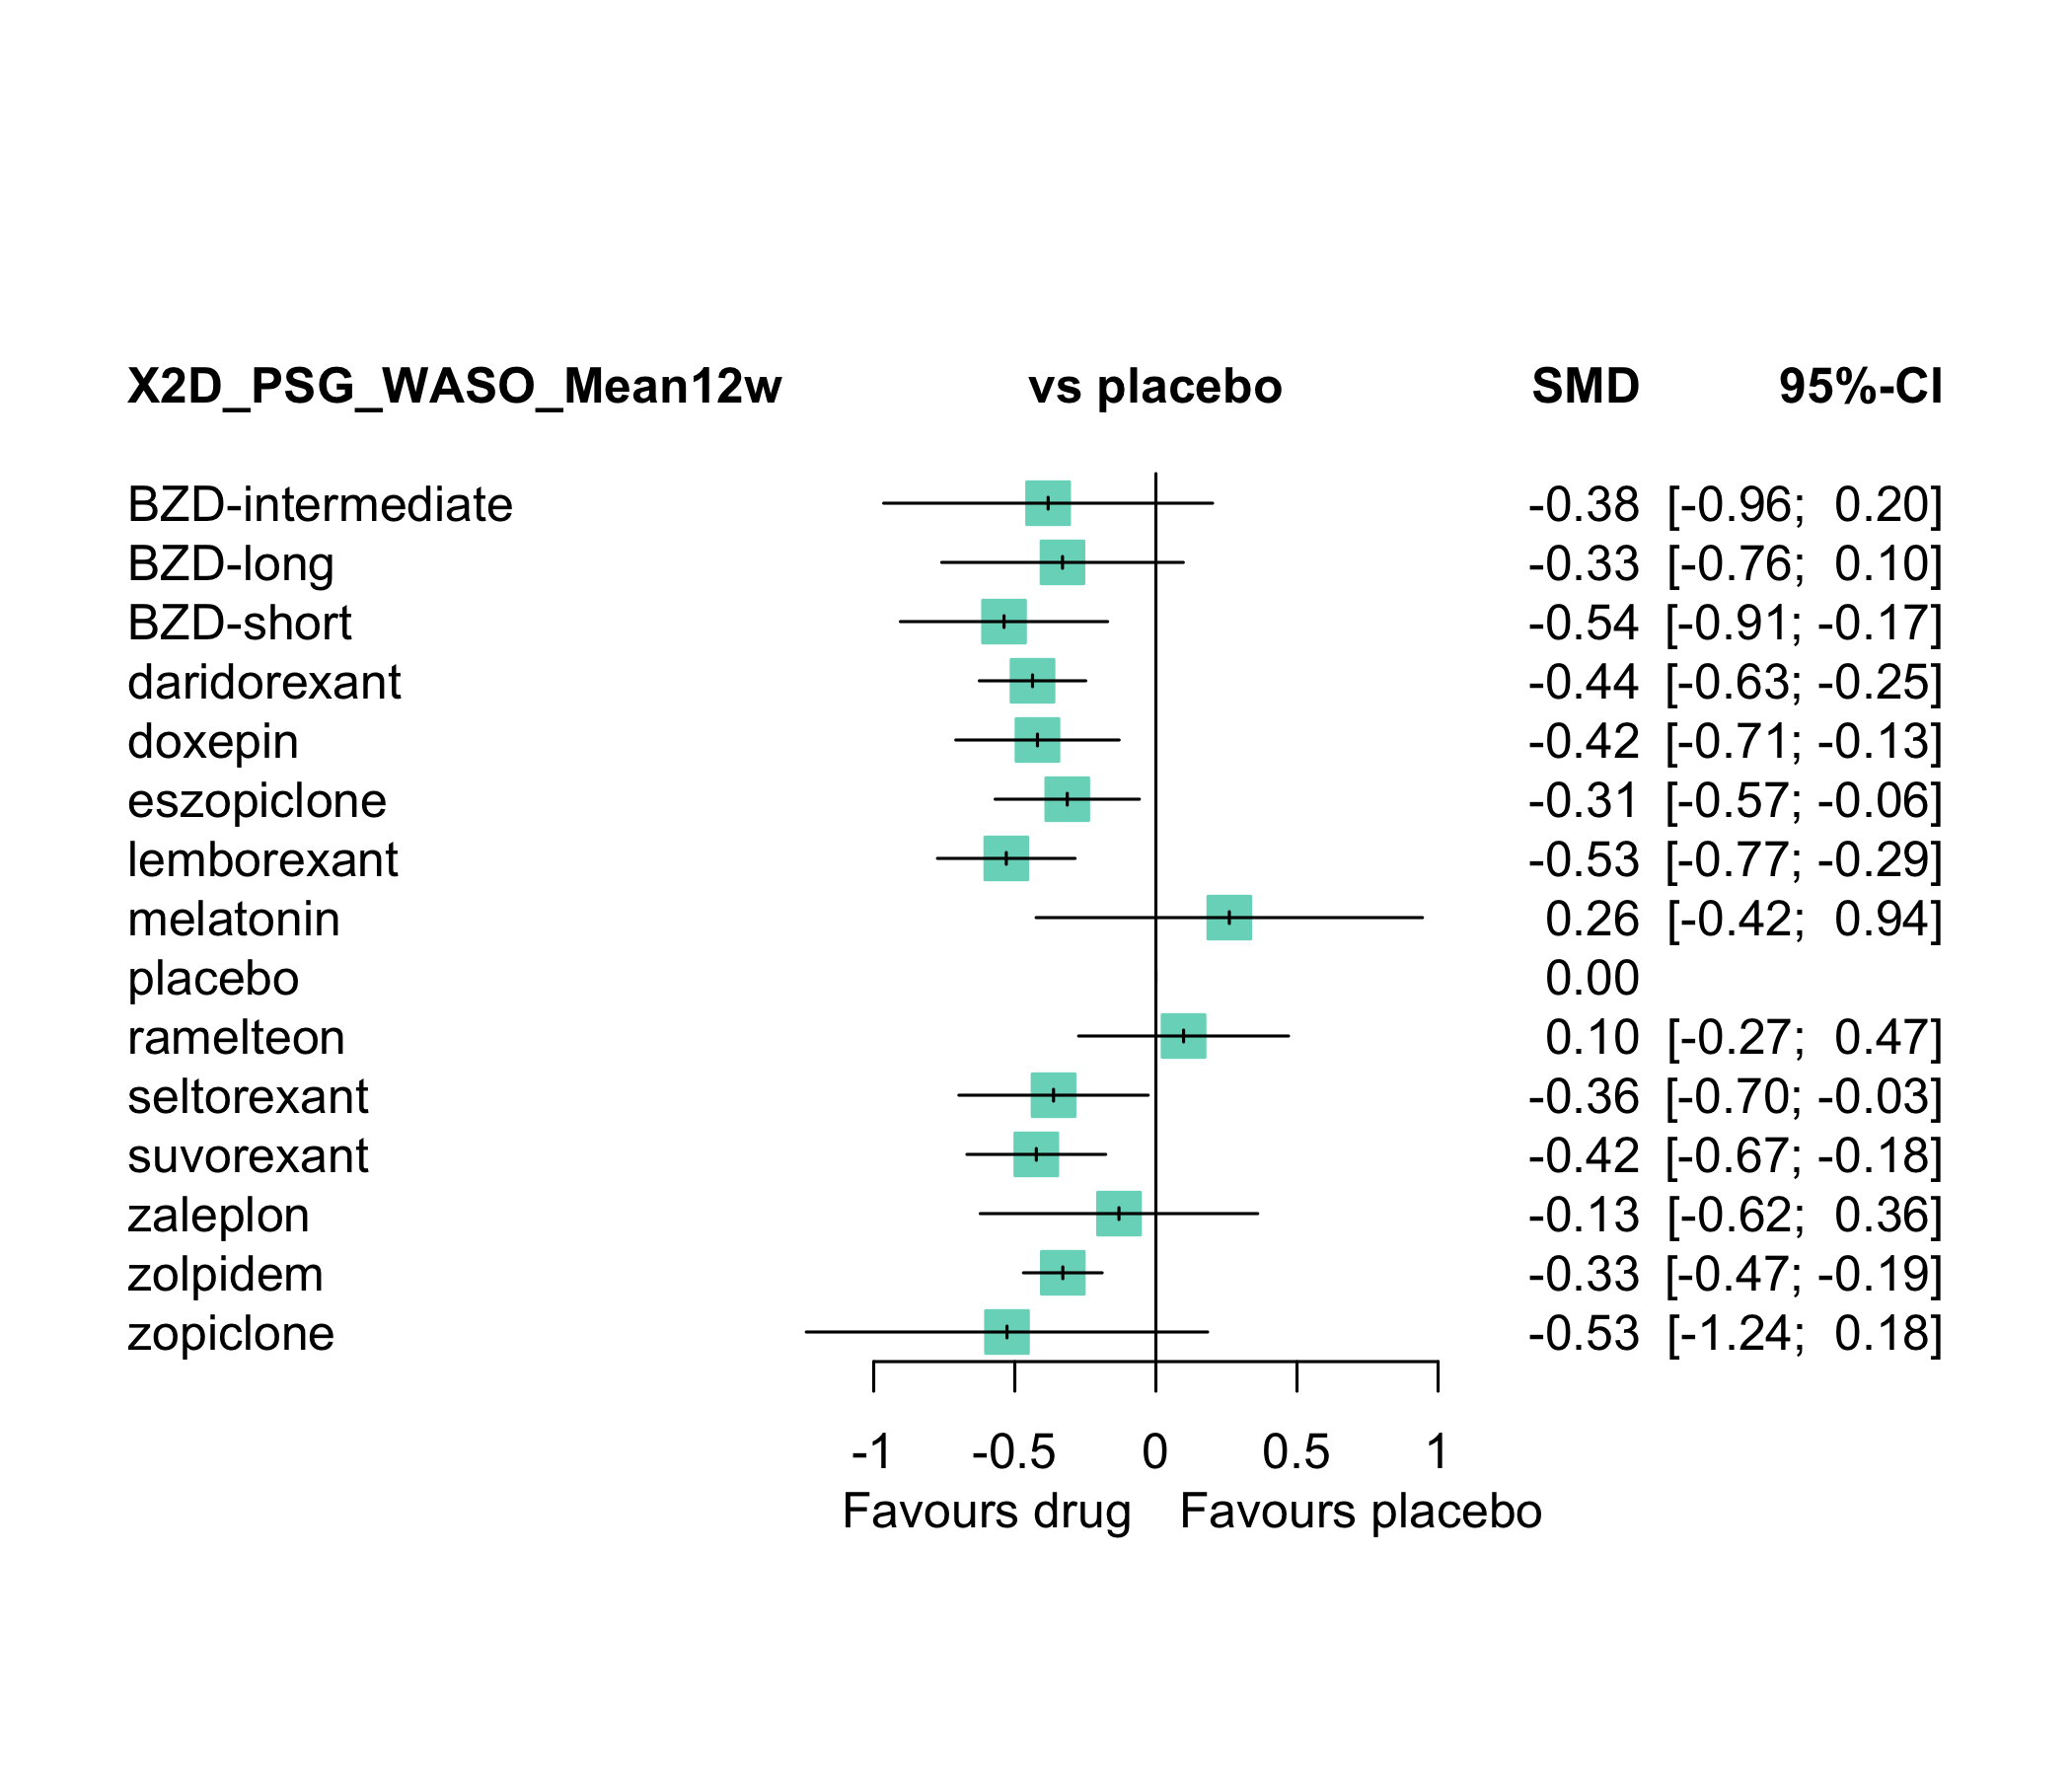 X2D_PSG_WASO_Mean12w vs placebo SMD 95%-CI
BZD-intermediate -0.38 [-0.96; 0.20]
BZD-long -0.33 [-0.76; 0.10]
BZD-short -0.54 [-0.91; -0.17]
daridorexant -0.44 [-0.63; -0.25]
doxepin -0.42 [-0.71; -0.13]
eszopiclone -0.31 [-0.57; -0.06]
lemborexant -0.53 [-0.77; -0.29]
melatonin 0.26 [-0.42; 0.94]
placebo 0.00
ramelteon 0.10 [-0.27; 0.47]
seltorexant -0.36 [-0.70; -0.03]
suvorexant -0.42 [-0.67; -0.18]
zaleplon -0.13 [-0.62; 0.36]
zolpidem -0.33 [-0.47; -0.19]
zopiclone -0.53 [-1.24; 0.18]
-1 -0.5 0 0.5 1
Favours drug Favours placebo